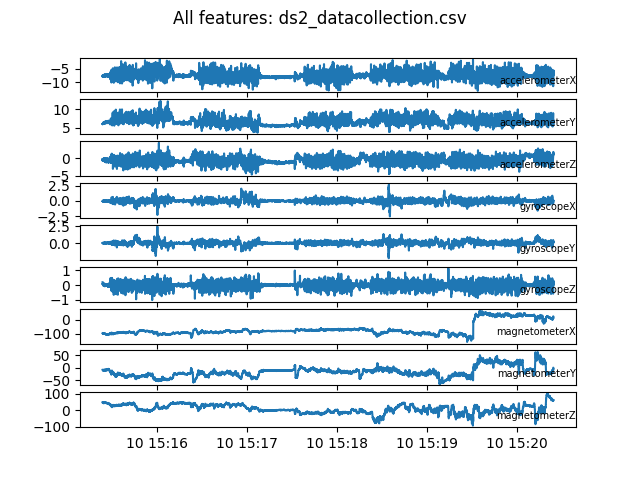 All features: ds2_datacollection.csv
−5
−10
accelerometerX
10
5
accelerometerY
0
−5
accelerometerZ
2.5
0.0
−2.5
gyroscopeX
2.5
0.0
gyroscopeY
1
0
−1
gyroscopeZ
0
−100
magnetometerX
50
0
−50
magnetometerY
100
0
−100
magnetometerZ
10 15:16 10 15:17 10 15:18 10 15:19 10 15:20